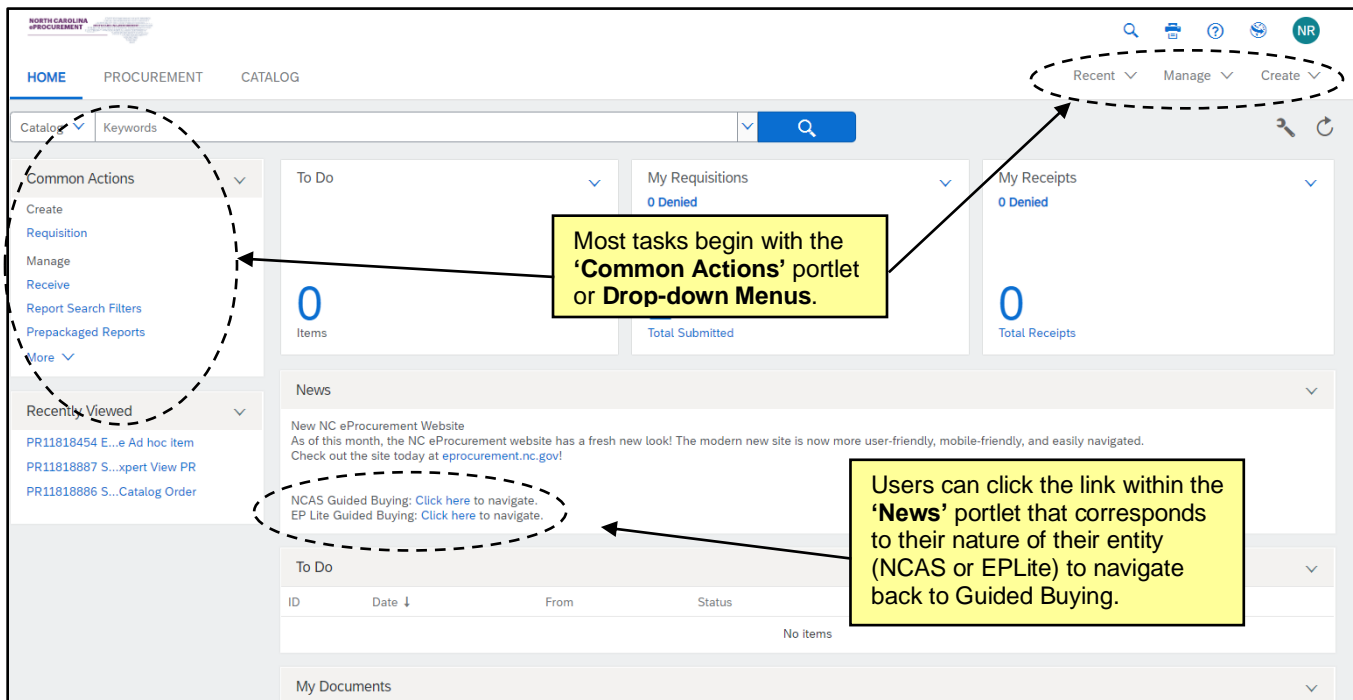 NORTH CAROLINA
ePROCUREMENT
NR
HOME PROCUREMENT CATALOG
Recent Manage Create
Catalog Keywords
Common Actions
Create
Requisition
Manage
Receive
Report Search Filters
Prepackaged Reports
More
To Do
0
Items
My Requisitions
0 Denied
Total Submitted
My Receipts
0 Denied
0
Total Receipts
Most tasks begin with the
‘Common Actions’ portlet
or Drop-down Menus.
Recently Viewed
PR11818454 E...e Ad hoc item
PR11818887 S...xpert View PR
PR11818886 S...Catalog Order
News
New NC eProcurement Website
As of this month, the NC eProcurement website has a fresh new look! The modern new site is now more user-friendly, mobile-friendly, and easily navigated.
Check out the site today at eprocurement.nc.gov!
NCAS Guided Buying: Click here to navigate.
EP Lite Guided Buying: Click here to navigate.
Users can click the link within the
‘News’ portlet that corresponds
to their nature of their entity
(NCAS or EPLite) to navigate
back to Guided Buying.
To Do
ID Date ↓ From Status
No items
My Documents